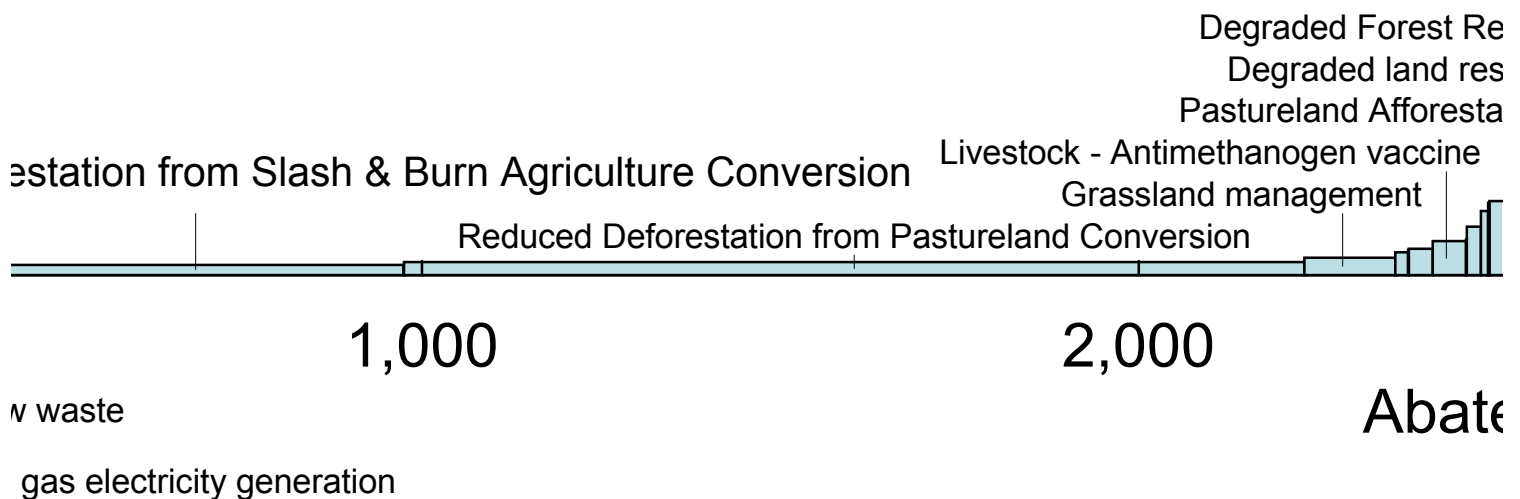 Degraded Forest Re
Degraded land res
Pastureland Afforesta
Livestock - Antimethanogen vaccine
estation from Slash & Burn Agriculture Conversion
Grassland management
Reduced Deforestation from Pastureland Conversion
1,000
2,000
w waste
Abate
gas electricity generation